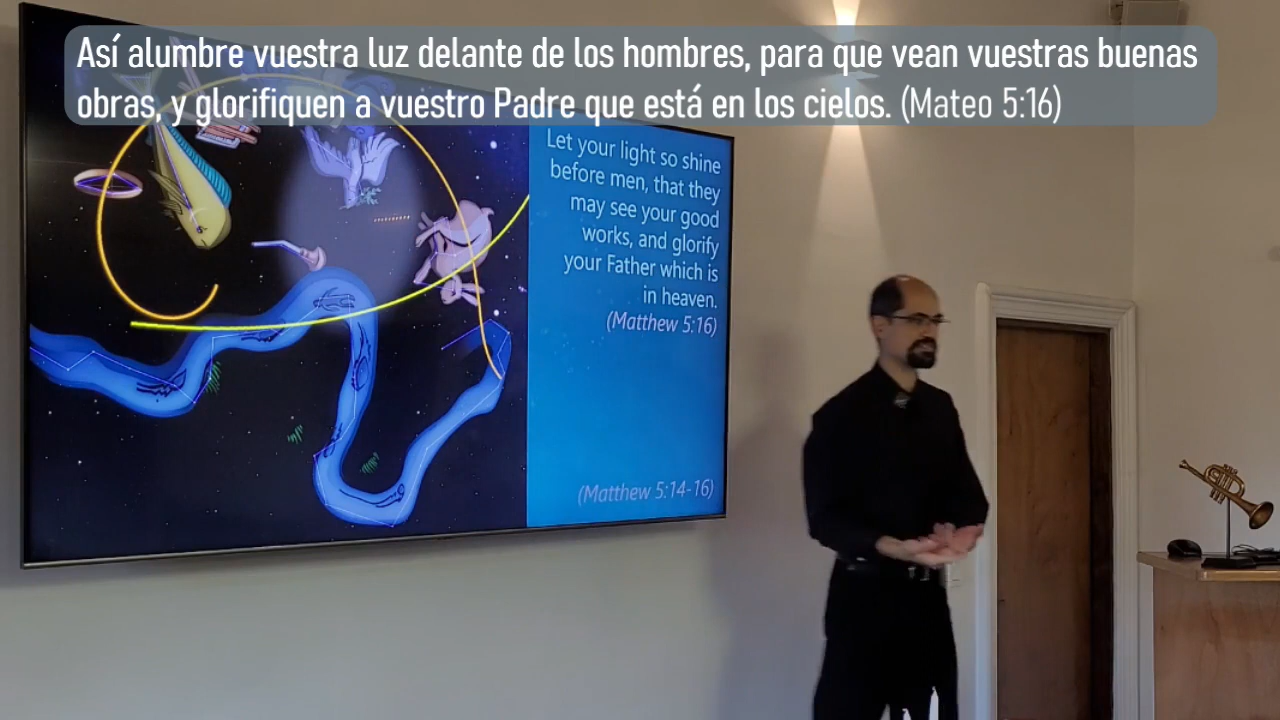 Así alumbre vuestra luz delante de los hombres, para que vean vuestras buenas
obras, y glorifiquen a vuestro Padre que está en los cielos. (Mateo 5:16)
Let your light so shine
before men, that they
may see your good
works, and glorify
your Father which is
in heaven.
(Matthew 5:16)
(Matthew 5:14-16)